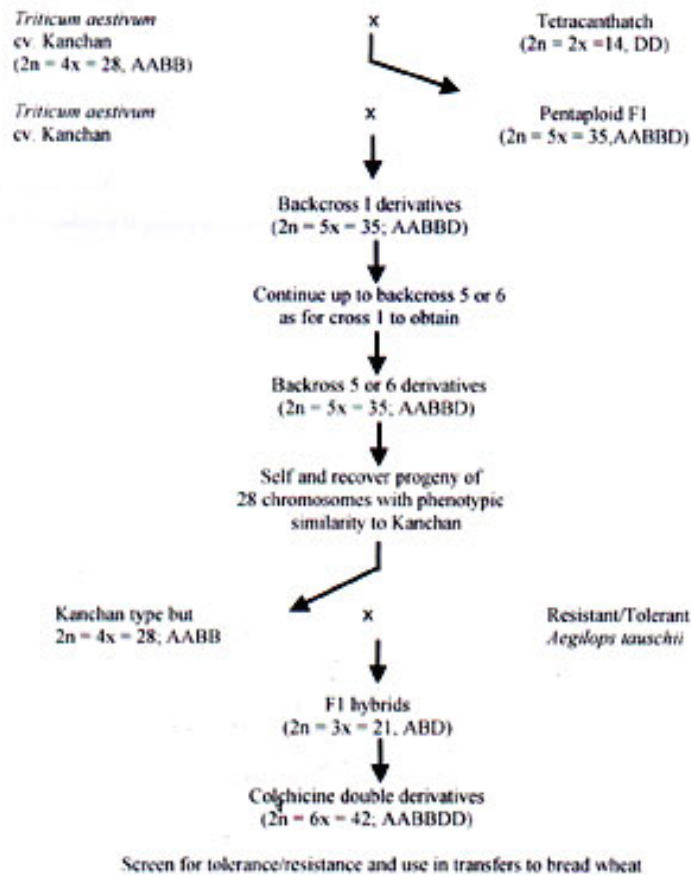 Triticum aestivum
cv. Kanchan
(2n = 4x = 28, AABB)
x
Tetracanthatch
(2n = 2x =14, DD)
Triticum aestivum
cv. Kanchan
x
Pentaploid F1
(2n = 5x = 35,AABBD)
Backcross I derivatives
(2n = 5x = 35; AABBD)
Continue up to backcross 5 or 6
as for cross 1 to obtain
Backross 5 or 6 derivatives
(2n = 5x = 35; AABBD)
Self and recover progeny of
28 chromosomes with phenotypic
similarity to Kanchan
Kanchan type but
2n = 4x = 28; AABB
x
Resistant/Tolerant
Aegilops tauschii
F1 hybrids
(2n = 3x = 21, ABD)
Colchicine double derivatives
(2n = 6x = 42; AABBDD)
Screen for tolerance/resistance and use in transfers to bread wheat